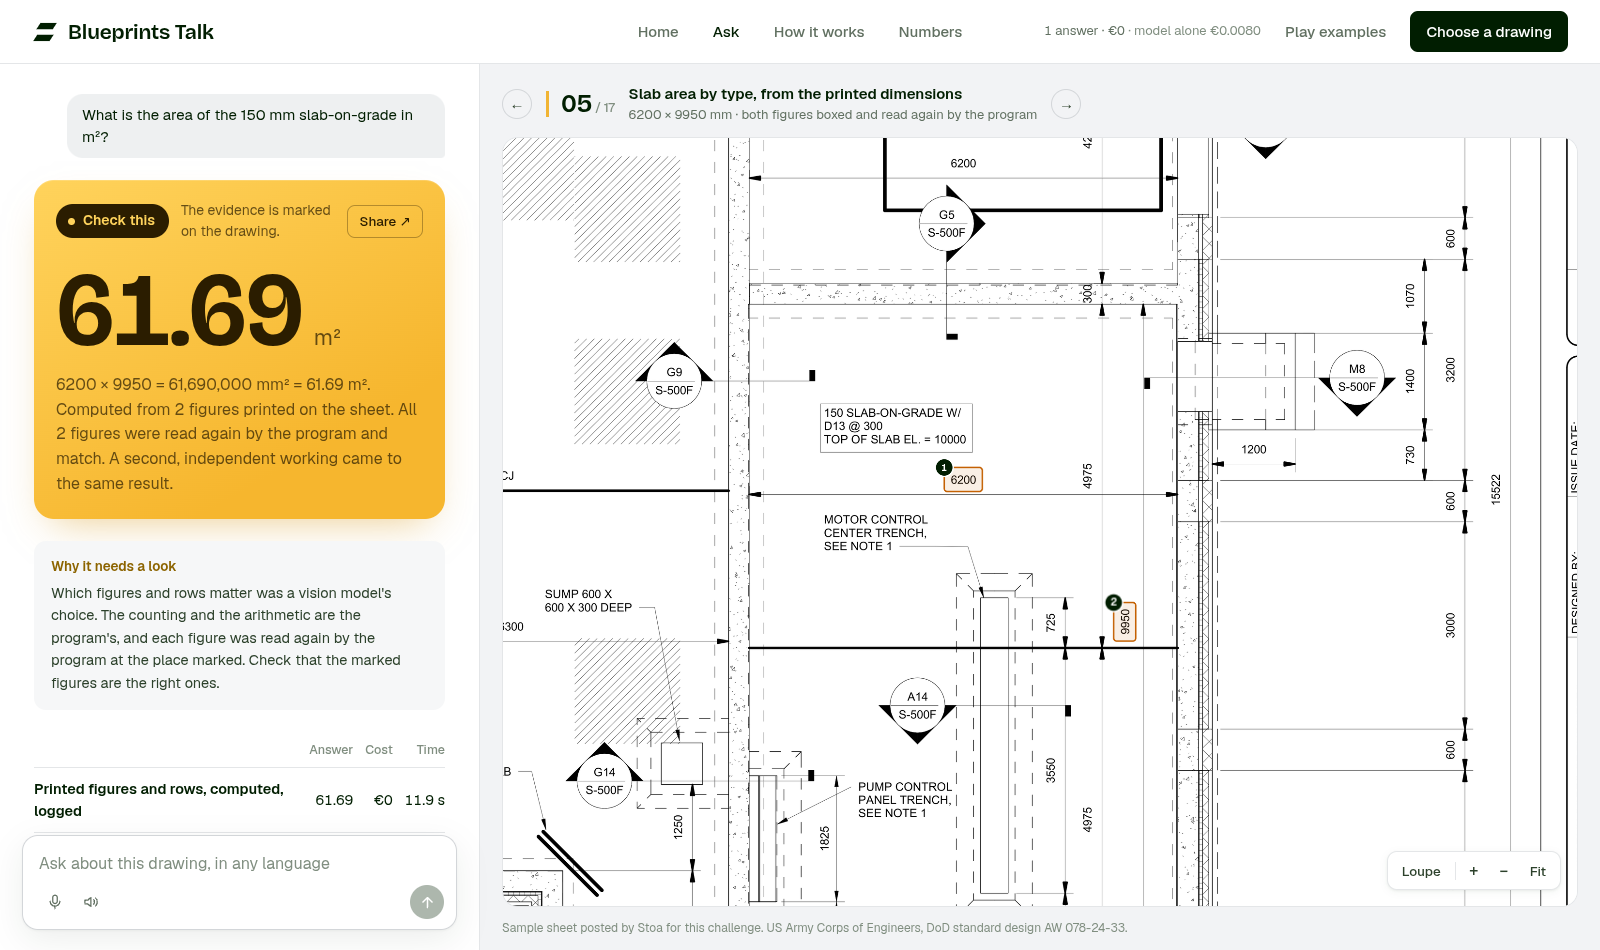 Blueprints Talk
Home
Ask
How it works
Numbers
1 answer · €0 · model alone €0.0080
Play examples
Choose a drawing
What is the area of the 150 mm slab-on-grade in
m²?
Check this
The evidence is marked
on the drawing.
Share ↗
61.69 m²
6200 × 9950 = 61,690,000 mm² = 61.69 m².
Computed from 2 figures printed on the sheet. All
2 figures were read again by the program and
match. A second, independent working came to
the same result.
Why it needs a look
Which figures and rows matter was a vision model's
choice. The counting and the arithmetic are the
program's, and each figure was read again by the
program at the place marked. Check that the marked
figures are the right ones.
Answer Cost Time
Printed figures and rows, computed,
logged
61.69 €0 11.9 s
Ask about this drawing, in any language
←
05 / 17
Slab area by type, from the printed dimensions
6200 × 9950 mm · both figures boxed and read again by the program
→
6200
G5
S-500F
300
600
1070
G9
S-500F
M8
S-500F
1400
3200
150 SLAB-ON-GRADE W/
D13 @ 300
TOP OF SLAB EL. = 10000
1200
730
CJ
1
6200
4975
600
15522
ISSUE DATE:
MOTOR CONTROL
CENTER TRENCH,
SEE NOTE 1
SUMP 600 X
600 X 300 DEEP
725
2
9950
3000
DESIGNED BY:
A14
S-500F
600
G14
S-500F
B
3550
PUMP CONTROL
PANEL TRENCH,
SEE NOTE 1
1250
1825
4975
Loupe + − Fit
Sample sheet posted by Stoa for this challenge. US Army Corps of Engineers, DoD standard design AW 078-24-33.